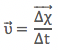 υ⃗ = Δχ⃗ / Δt